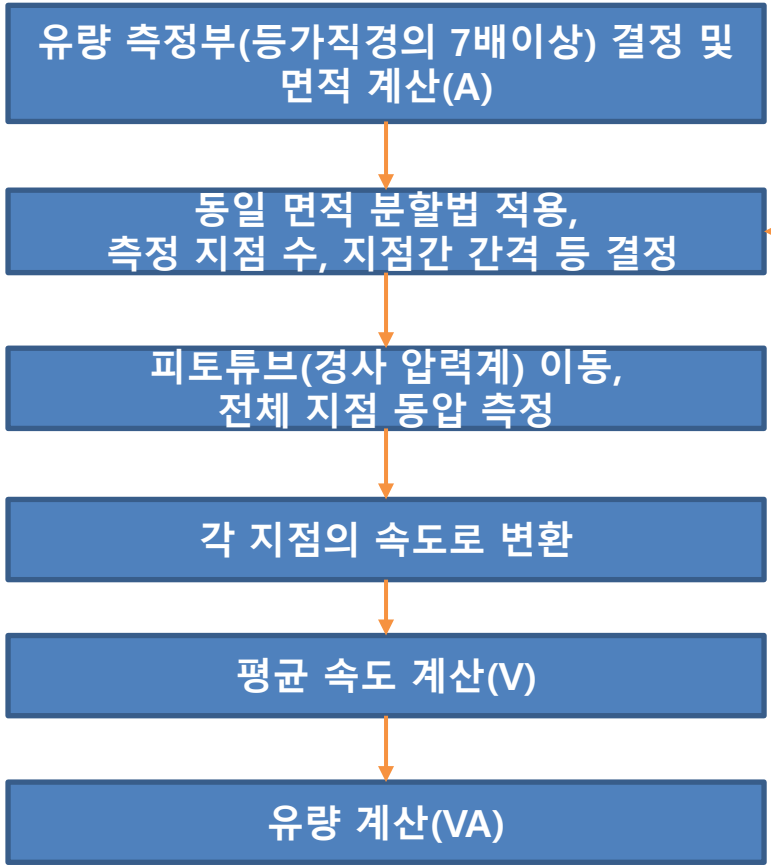 유량 측정부(등가직경의 7배이상) 결정 및
면적 계산(A)
동일 면적 분할법 적용,
측정 지점 수, 지점간 간격 등 결정
피토튜브(경사 압력계) 이동,
전체 지점 동압 측정
각 지점의 속도로 변환
평균 속도 계산(V)
유량 계산(VA)